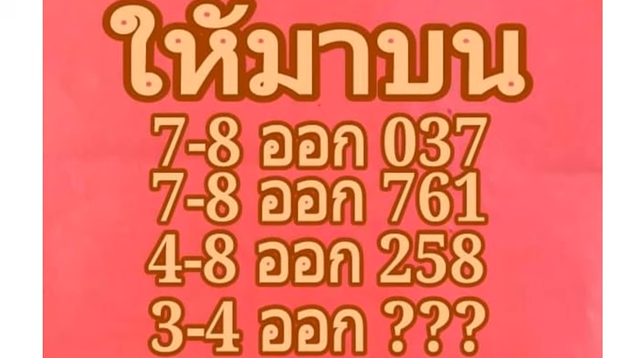 ให้มาบน
7-8 ออก 037
7-8 ออก 761
4-8 ออก 258
3-4 ออก ???